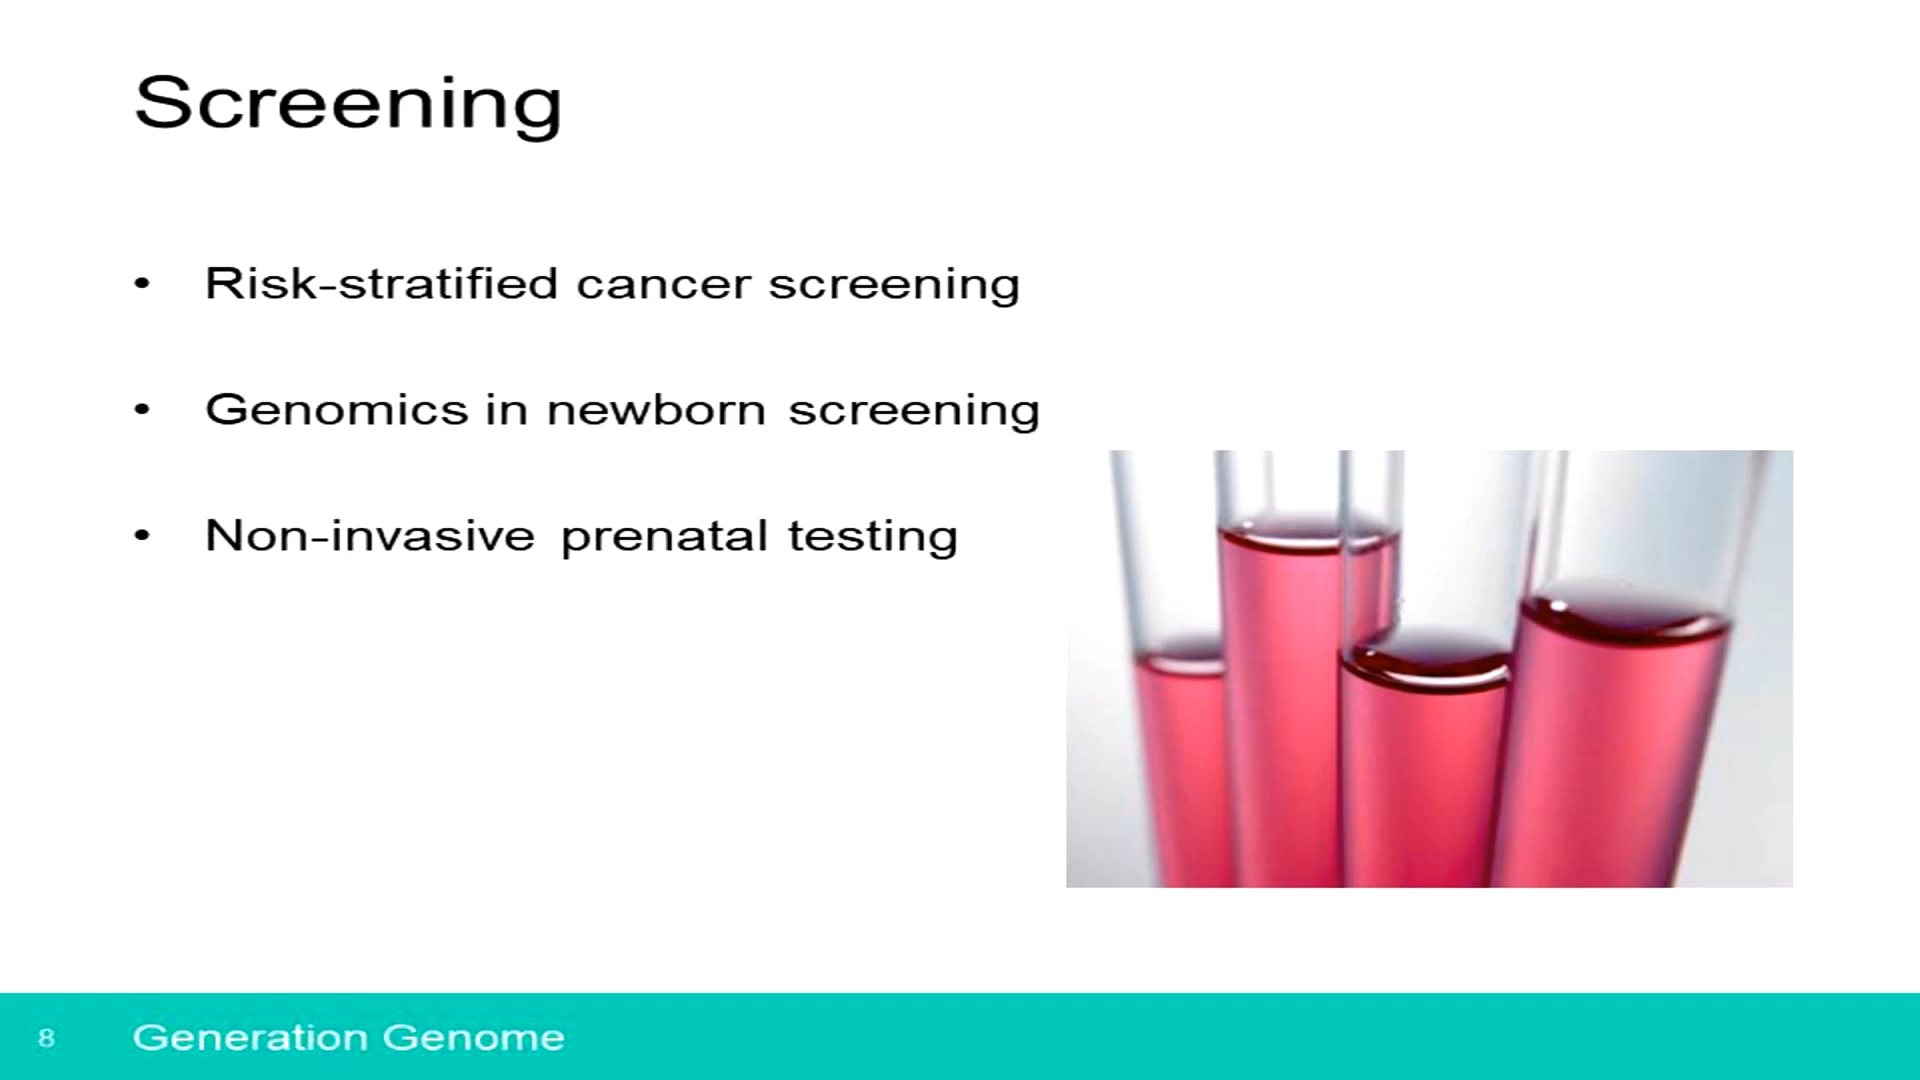 Screening
• Risk-stratified cancer screening
• Genomics in newborn screening
• Non-invasive prenatal testing
8 Generation Genome